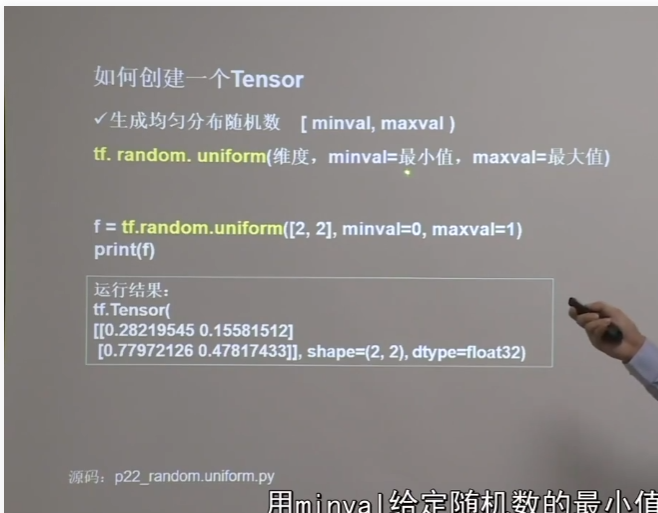 如何创建一个Tensor
✓生成均匀分布随机数 [ minval, maxval )
tf. random. uniform(维度，minval=最小值，maxval=最大值)
f = tf.random.uniform([2, 2], minval=0, maxval=1)
print(f)
运行结果：
tf.Tensor(
[[0.28219545 0.15581512]
[0.77972126 0.47817433]], shape=(2, 2), dtype=float32)
源码：p22_random.uniform.py
用minval给定随机数的最小值